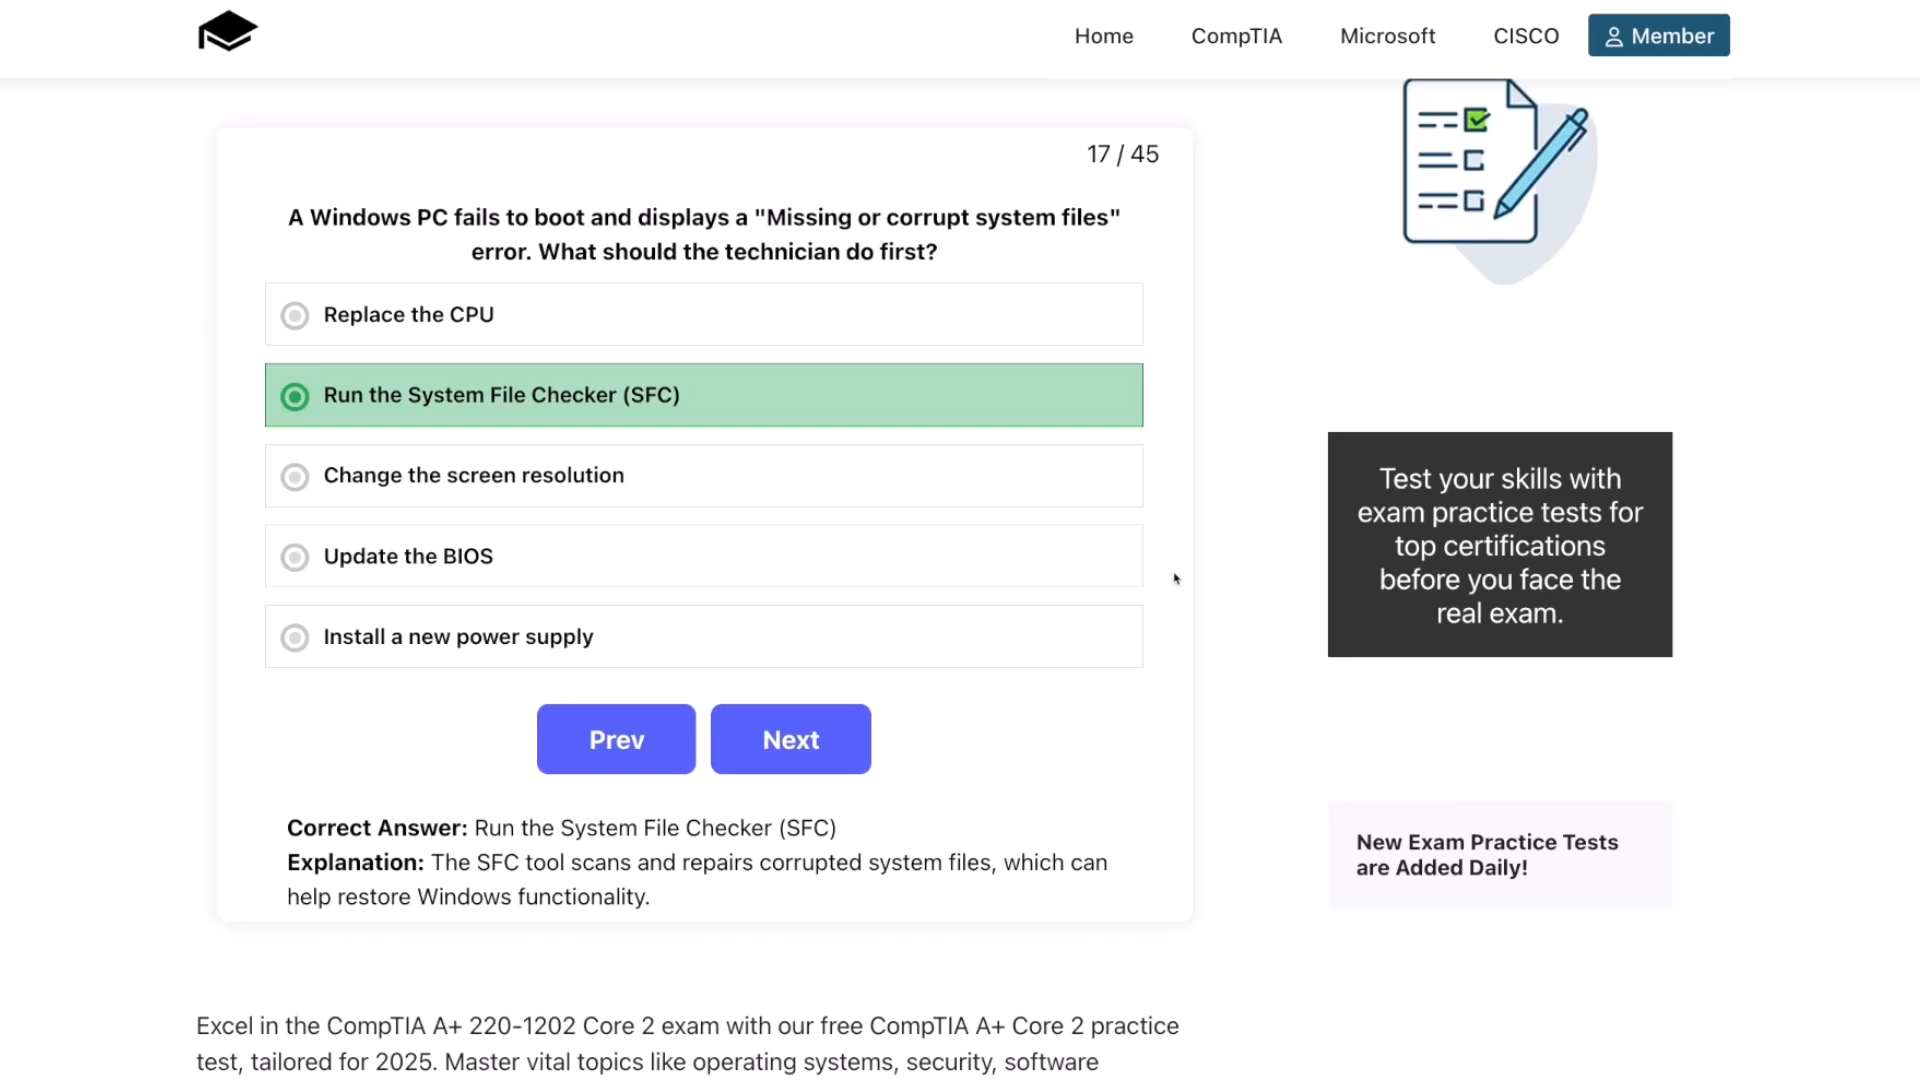 Home CompTIA Microsoft CISCO Member
17 / 45
A Windows PC fails to boot and displays a "Missing or corrupt system files"
error. What should the technician do first?
Replace the CPU
Run the System File Checker (SFC)
Change the screen resolution
Update the BIOS
Install a new power supply
Prev Next
Correct Answer: Run the System File Checker (SFC)
Explanation: The SFC tool scans and repairs corrupted system files, which can
help restore Windows functionality.
Test your skills with
exam practice tests for
top certifications
before you face the
real exam.
New Exam Practice Tests
are Added Daily!
Excel in the CompTIA A+ 220-1202 Core 2 exam with our free CompTIA A+ Core 2 practice
test, tailored for 2025. Master vital topics like operating systems, security, software